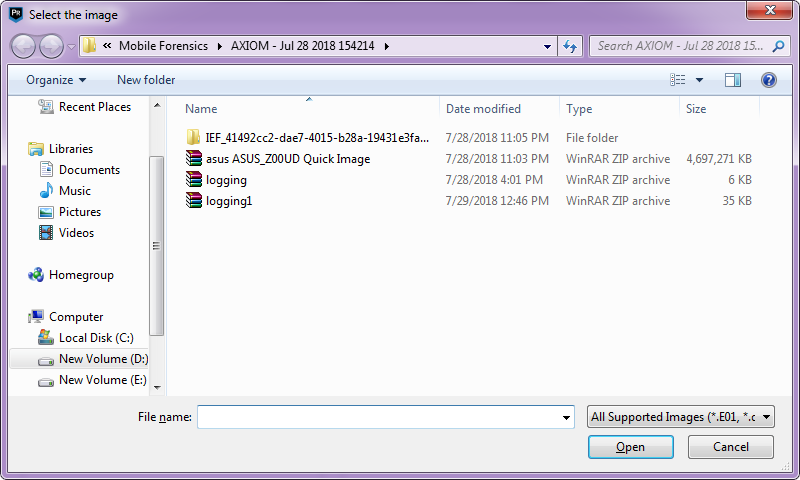 PR Select the image
« Mobile Forensics AXIOM - Jul 28 2018 154214 Search AXIOM - Jul 28 2018 15...
Organize New folder
Recent Places
Libraries
Documents
Music
Pictures
Videos
Homegroup
Computer
Local Disk (C:)
New Volume (D:)
New Volume (E:)
Name Date modified Type Size
IEF_41492cc2-dae7-4015-b28a-19431e3fa... 7/28/2018 11:05 PM File folder
asus ASUS_Z00UD Quick Image 7/28/2018 11:03 PM WinRAR ZIP archive 4,697,271 KB
logging 7/28/2018 4:01 PM WinRAR ZIP archive 6 KB
logging1 7/29/2018 12:46 PM WinRAR ZIP archive 35 KB
File name: All Supported Images (*.E01, *.c
Open Cancel